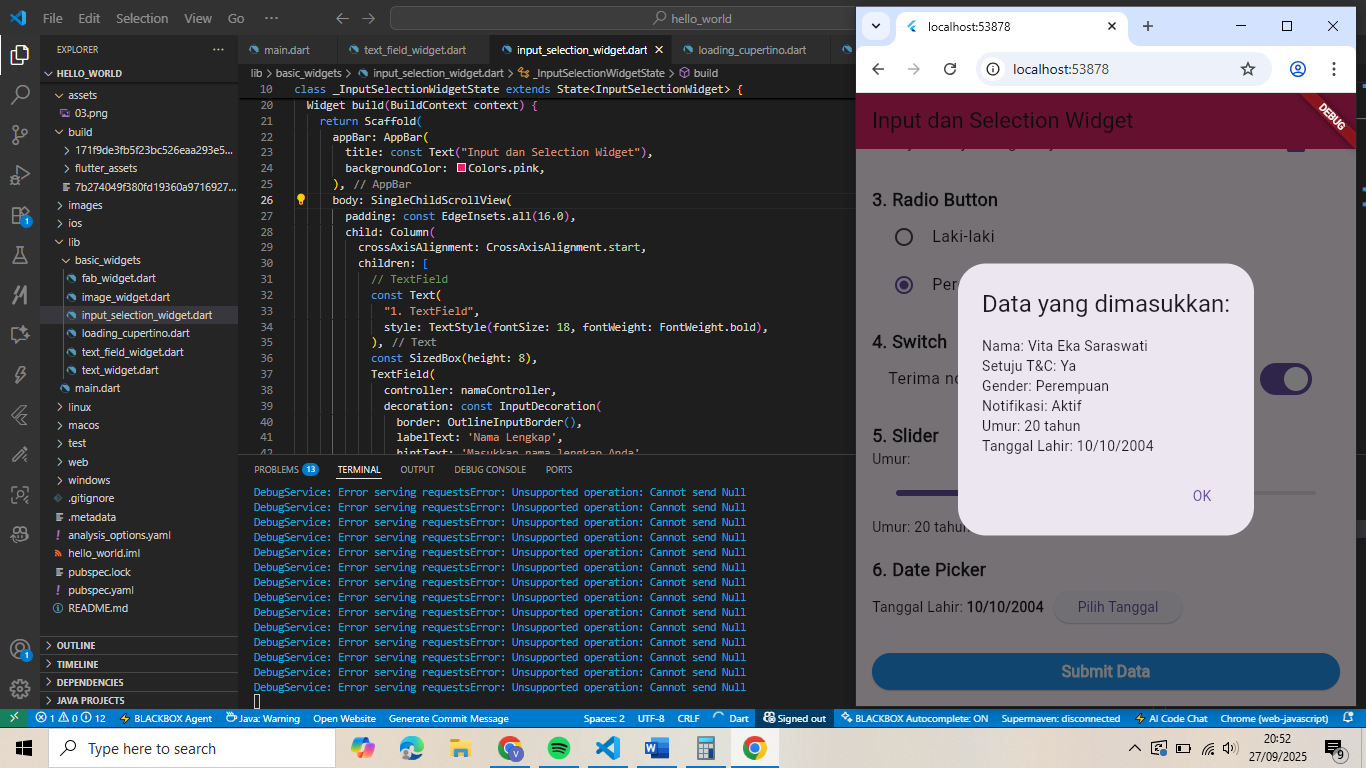 File Edit Selection View Go ··· hello_world
EXPLORER ···
HELLO_WORLD
assets
03.png
build
171f9de3fb5f23bc526eaa293e5...
flutter_assets
7b274049f380fd19360a9716927...
images
ios
lib
basic_widgets
fab_widget.dart
image_widget.dart
input_selection_widget.dart
loading_cupertino.dart
text_field_widget.dart
text_widget.dart
main.dart
linux
macos
test
web
windows
.gitignore
.metadata
analysis_options.yaml
hello_world.iml
pubspec.lock
pubspec.yaml
README.md
OUTLINE
TIMELINE
DEPENDENCIES
JAVA PROJECTS
main.dart text_field_widget.dart input_selection_widget.dart loading_cupertino.dart
lib > basic_widgets > input_selection_widget.dart > _InputSelectionWidgetState > build
10 class _InputSelectionWidgetState extends State<InputSelectionWidget> {
20 Widget build(BuildContext context) {
21 return Scaffold(
22 appBar: AppBar(
23 title: const Text("Input dan Selection Widget"),
24 backgroundColor: Colors.pink,
25 ), // AppBar
26 body: SingleChildScrollView(
27 padding: const EdgeInsets.all(16.0),
28 child: Column(
29 crossAxisAlignment: CrossAxisAlignment.start,
30 children: [
31 // TextField
32 const Text(
33 "1. TextField",
34 style: TextStyle(fontSize: 18, fontWeight: FontWeight.bold),
35 ), // Text
36 const SizedBox(height: 8),
37 TextField(
38 controller: namaController,
39 decoration: const InputDecoration(
40 border: OutlineInputBorder(),
41 labelText: 'Nama Lengkap',
42 hintText: 'Masukkan nama lengkap Anda'
PROBLEMS 13 TERMINAL OUTPUT DEBUG CONSOLE PORTS
DebugService: Error serving requestsError: Unsupported operation: Cannot send Null
DebugService: Error serving requestsError: Unsupported operation: Cannot send Null
DebugService: Error serving requestsError: Unsupported operation: Cannot send Null
DebugService: Error serving requestsError: Unsupported operation: Cannot send Null
DebugService: Error serving requestsError: Unsupported operation: Cannot send Null
DebugService: Error serving requestsError: Unsupported operation: Cannot send Null
DebugService: Error serving requestsError: Unsupported operation: Cannot send Null
DebugService: Error serving requestsError: Unsupported operation: Cannot send Null
DebugService: Error serving requestsError: Unsupported operation: Cannot send Null
DebugService: Error serving requestsError: Unsupported operation: Cannot send Null
DebugService: Error serving requestsError: Unsupported operation: Cannot send Null
DebugService: Error serving requestsError: Unsupported operation: Cannot send Null
DebugService: Error serving requestsError: Unsupported operation: Cannot send Null
DebugService: Error serving requestsError: Unsupported operation: Cannot send Null
localhost:53878
localhost:53878
Input dan Selection Widget
DEBUG
3. Radio Button
Laki-laki
Per
4. Switch
Terima no
5. Slider
Umur:
Umur: 20 tahun
6. Date Picker
Tanggal Lahir: 10/10/2004 Pilih Tanggal
Submit Data
Data yang dimasukkan:
Nama: Vita Eka Saraswati
Setuju T&C: Ya
Gender: Perempuan
Notifikasi: Aktif
Umur: 20 tahun
Tanggal Lahir: 10/10/2004
OK
1 0 12 BLACKBOX Agent Java: Warning Open Website Generate Commit Message Spaces: 2 UTF-8 CRLF Dart Signed out BLACKBOX Autocomplete: ON Supermaven: disconnected AI Code Chat Chrome (web-javascript)
Type here to search
20:52
27/09/2025
9